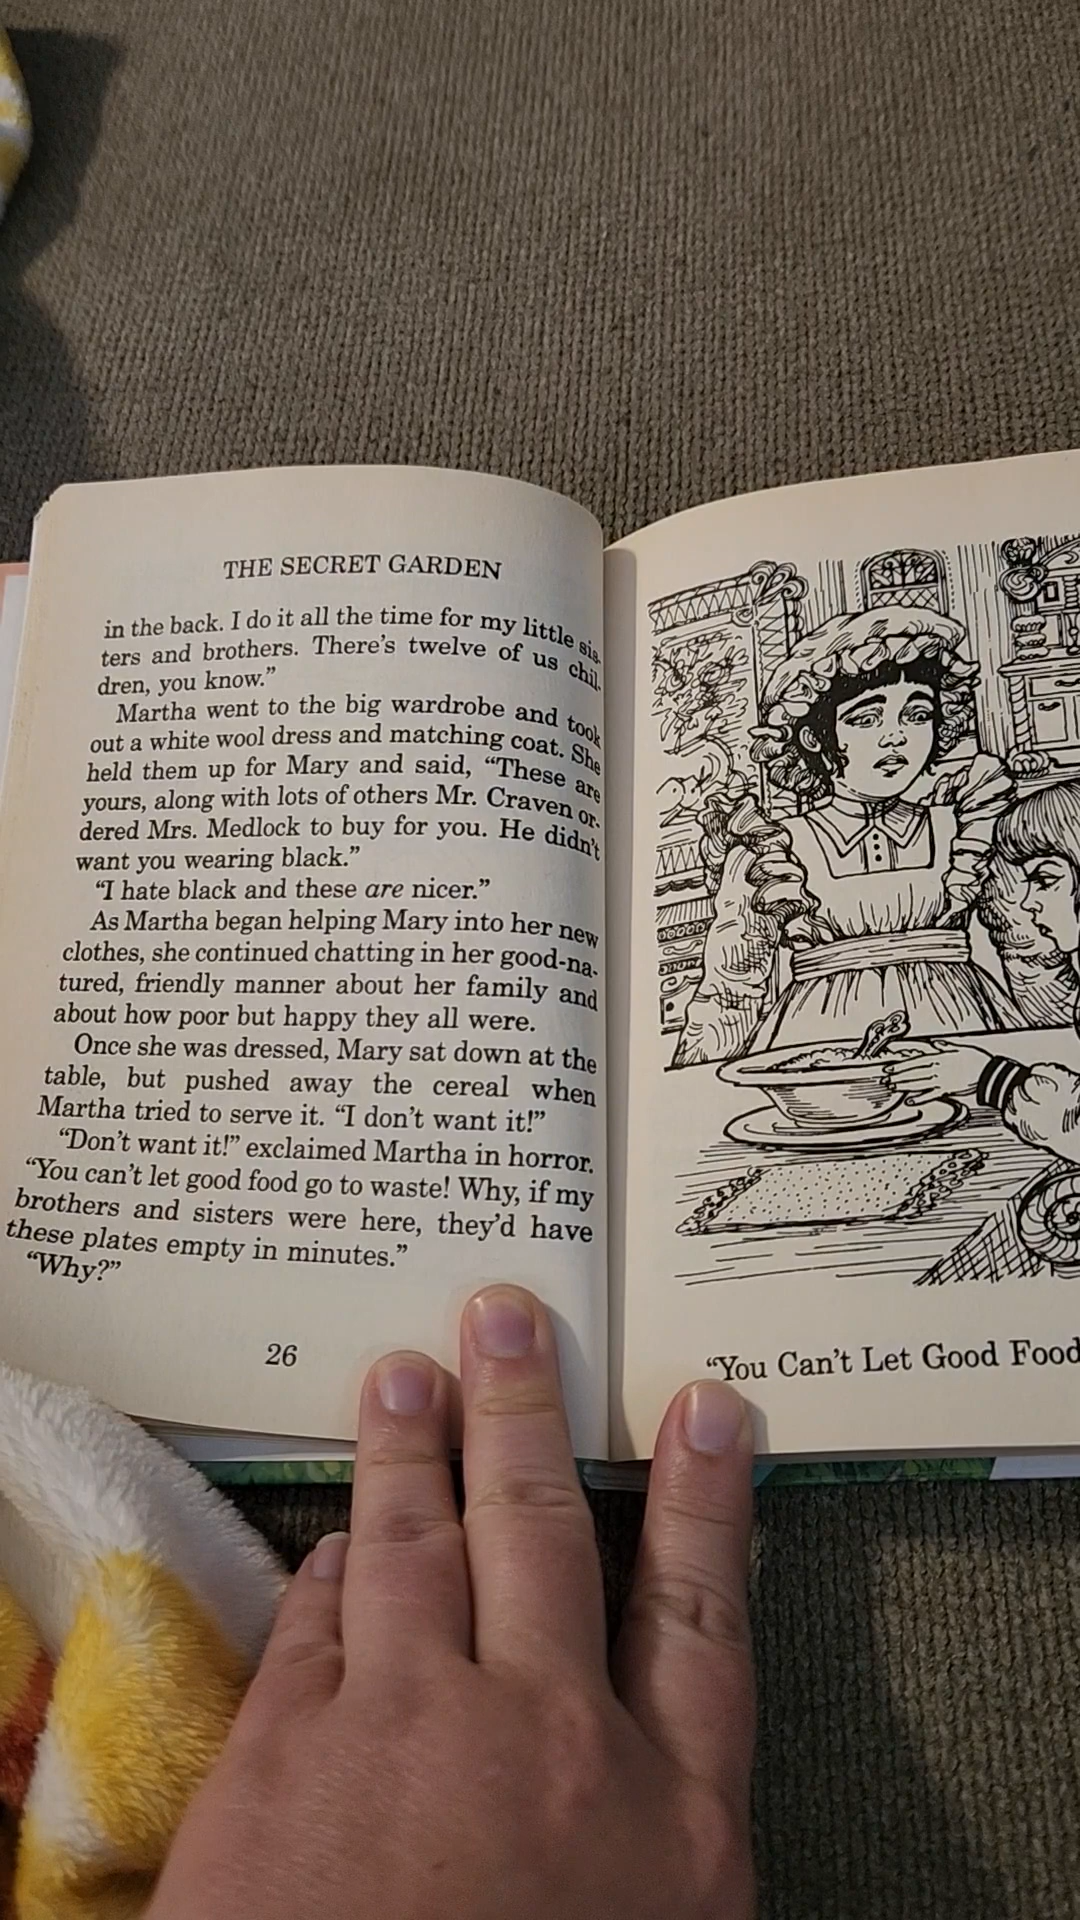 THE SECRET GARDEN
in the back. I do it all the time for my little sis-
ters and brothers. There's twelve of us chil-
dren, you know."
Martha went to the big wardrobe and took
out a white wool dress and matching coat. She
held them up for Mary and said, "These are
yours, along with lots of others Mr. Craven or-
dered Mrs. Medlock to buy for you. He didn't
want you wearing black."
"I hate black and these are nicer."
As Martha began helping Mary into her new
clothes, she continued chatting in her good-na-
tured, friendly manner about her family and
about how poor but happy they all were.
Once she was dressed, Mary sat down at the
table, but pushed away the cereal when
Martha tried to serve it. "I don't want it!"
"Don't want it!" exclaimed Martha in horror.
"You can't let good food go to waste! Why, if my
brothers and sisters were here, they'd have
these plates empty in minutes."
"Why?"
26
"You Can't Let Good Food